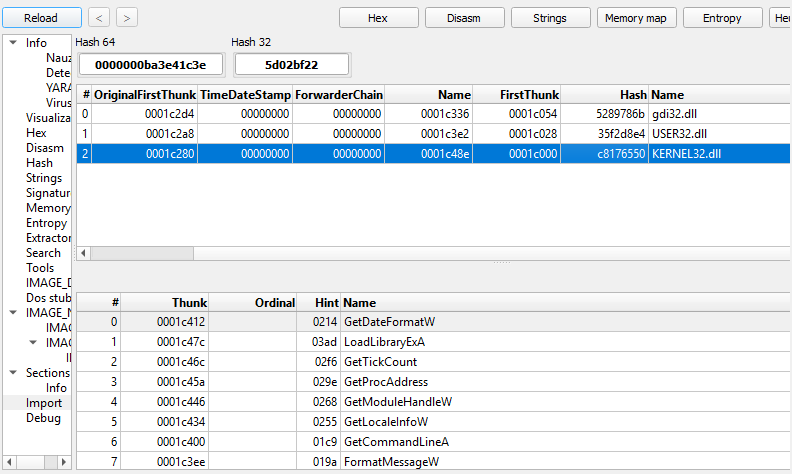 Reload < > Hex Disasm Strings Memory map Entropy
Info
Hash 64 Hash 32
Nauz
0000000ba3e41c3e 5d02bf22
Dete
YARA
Virus
# OriginalFirstThunk TimeDateStamp ForwarderChain Name FirstThunk Hash Name
0 0001c2d4 00000000 00000000 0001c336 0001c054 5289786b gdi32.dll
1 0001c2a8 00000000 00000000 0001c3e2 0001c028 35f2d8e4 USER32.dll
2 0001c280 00000000 00000000 0001c48e 0001c000 c8176550 KERNEL32.dll
Visualiza
Hex
Disasm
Hash
Strings
Signatur
Memory
Entropy
Extractor
Search
Tools
IMAGE_D
Dos stub
IMAGE_N
IMAG
IMAG
II
Sections
Info
Import
Debug
# Thunk Ordinal Hint Name
0 0001c412 0214 GetDateFormatW
1 0001c47c 03ad LoadLibraryExA
2 0001c46c 02f6 GetTickCount
3 0001c45a 029e GetProcAddress
4 0001c446 0268 GetModuleHandleW
5 0001c434 0255 GetLocaleInfoW
6 0001c400 01c9 GetCommandLineA
7 0001c3ee 019a FormatMessageW